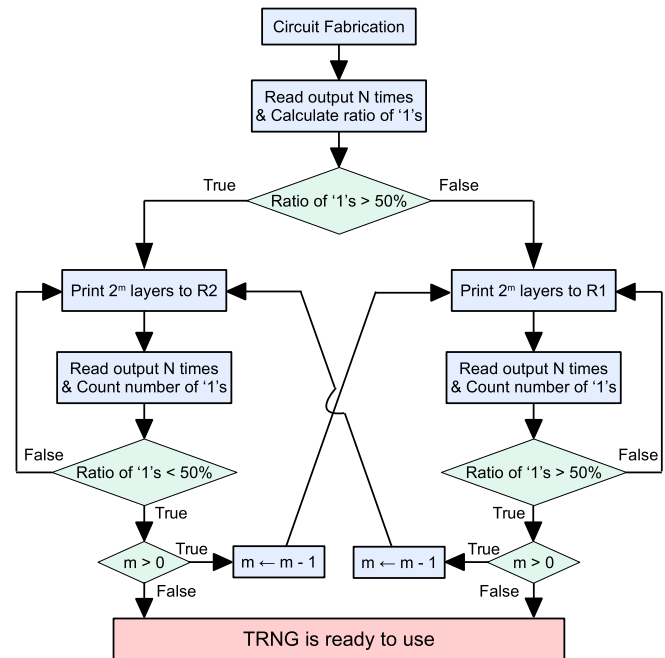 Circuit Fabrication
Read output N times
& Calculate ratio of ‘1’s
True
False
Ratio of ‘1’s > 50%
Print 2ᵐ layers to R2
Print 2ᵐ layers to R1
Read output N times
& Count number of ‘1’s
Read output N times
& Count number of ‘1’s
False
Ratio of ‘1’s < 50%
Ratio of ‘1’s > 50%
False
True
True
m > 0
True
m ← m - 1
m ← m - 1
True
m > 0
False
False
TRNG is ready to use